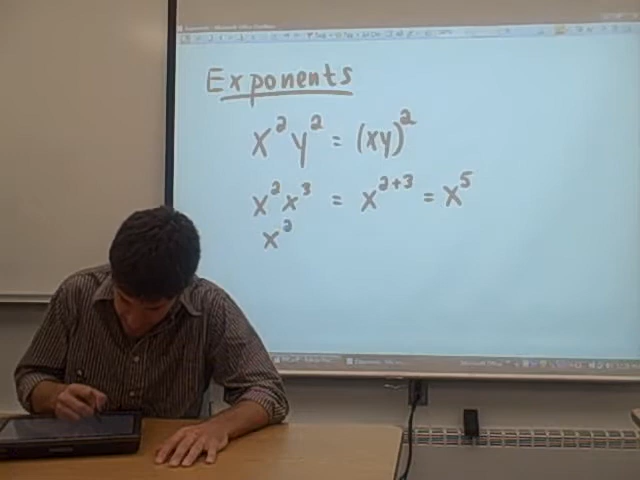 Exponents
x²y² = (xy)²
x²x³ = x²⁺³ = x⁵
x²